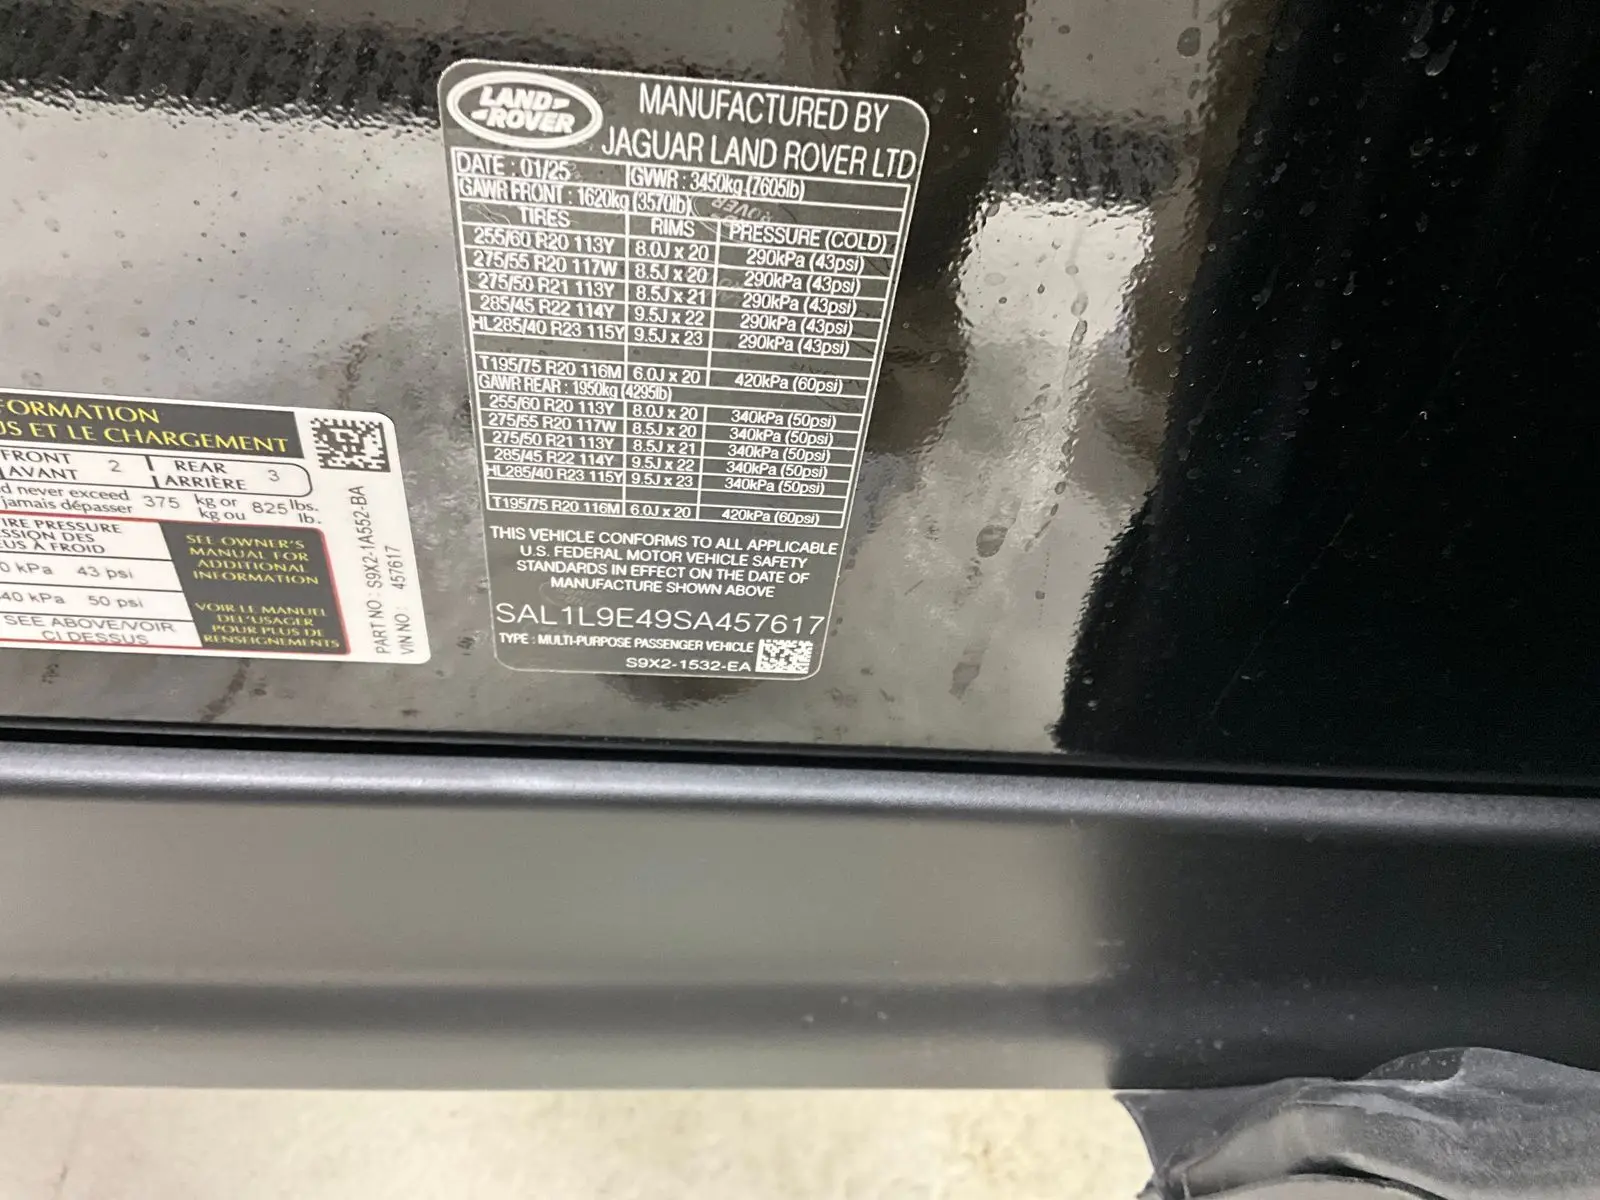 LAND ROVER
MANUFACTURED BY
JAGUAR LAND ROVER LTD
DATE : 01/25 GVWR : 3450kg (7605lb)
GAWR FRONT : 1620kg (3570lb)
TIRES RIMS PRESSURE (COLD)
255/60 R20 113Y 8.0J x 20 290kPa (43psi)
275/55 R20 117W 8.5J x 20 290kPa (43psi)
275/50 R21 113Y 8.5J x 21 290kPa (43psi)
285/45 R22 114Y 9.5J x 22 290kPa (43psi)
HL285/40 R23 115Y 9.5J x 23 290kPa (43psi)
T195/75 R20 116M 6.0J x 20 420kPa (60psi)
GAWR REAR : 1950kg (4295lb)
255/60 R20 113Y 8.0J x 20 340kPa (50psi)
275/55 R20 117W 8.5J x 20 340kPa (50psi)
275/50 R21 113Y 8.5J x 21 340kPa (50psi)
285/45 R22 114Y 9.5J x 22 340kPa (50psi)
HL285/40 R23 115Y 9.5J x 23 340kPa (50psi)
T195/75 R20 116M 6.0J x 20 420kPa (60psi)
THIS VEHICLE CONFORMS TO ALL APPLICABLE
U.S. FEDERAL MOTOR VEHICLE SAFETY
STANDARDS IN EFFECT ON THE DATE OF
MANUFACTURE SHOWN ABOVE
SAL1L9E49SA457617
TYPE : MULTI-PURPOSE PASSENGER VEHICLE
S9X2-1532-EA
FORMATION
US ET LE CHARGEMENT
FRONT 2 REAR 3
AVANT ARRIÈRE
d never exceed 375 kg or 825 lbs.
jamais dépasser kg ou lb.
IRE PRESSURE
SSION DES
EUS À FROID
0 kPa 43 psi
40 kPa 50 psi
SEE ABOVE/VOIR
CI DESSUS
SEE OWNER'S
MANUAL FOR
ADDITIONAL
INFORMATION
VOIR LE MANUEL
DEL'USAGER
POUR PLUS DE
RENSEIGNEMENTS
PART NO : S9X2-1A552-BA
VIN NO : 457617